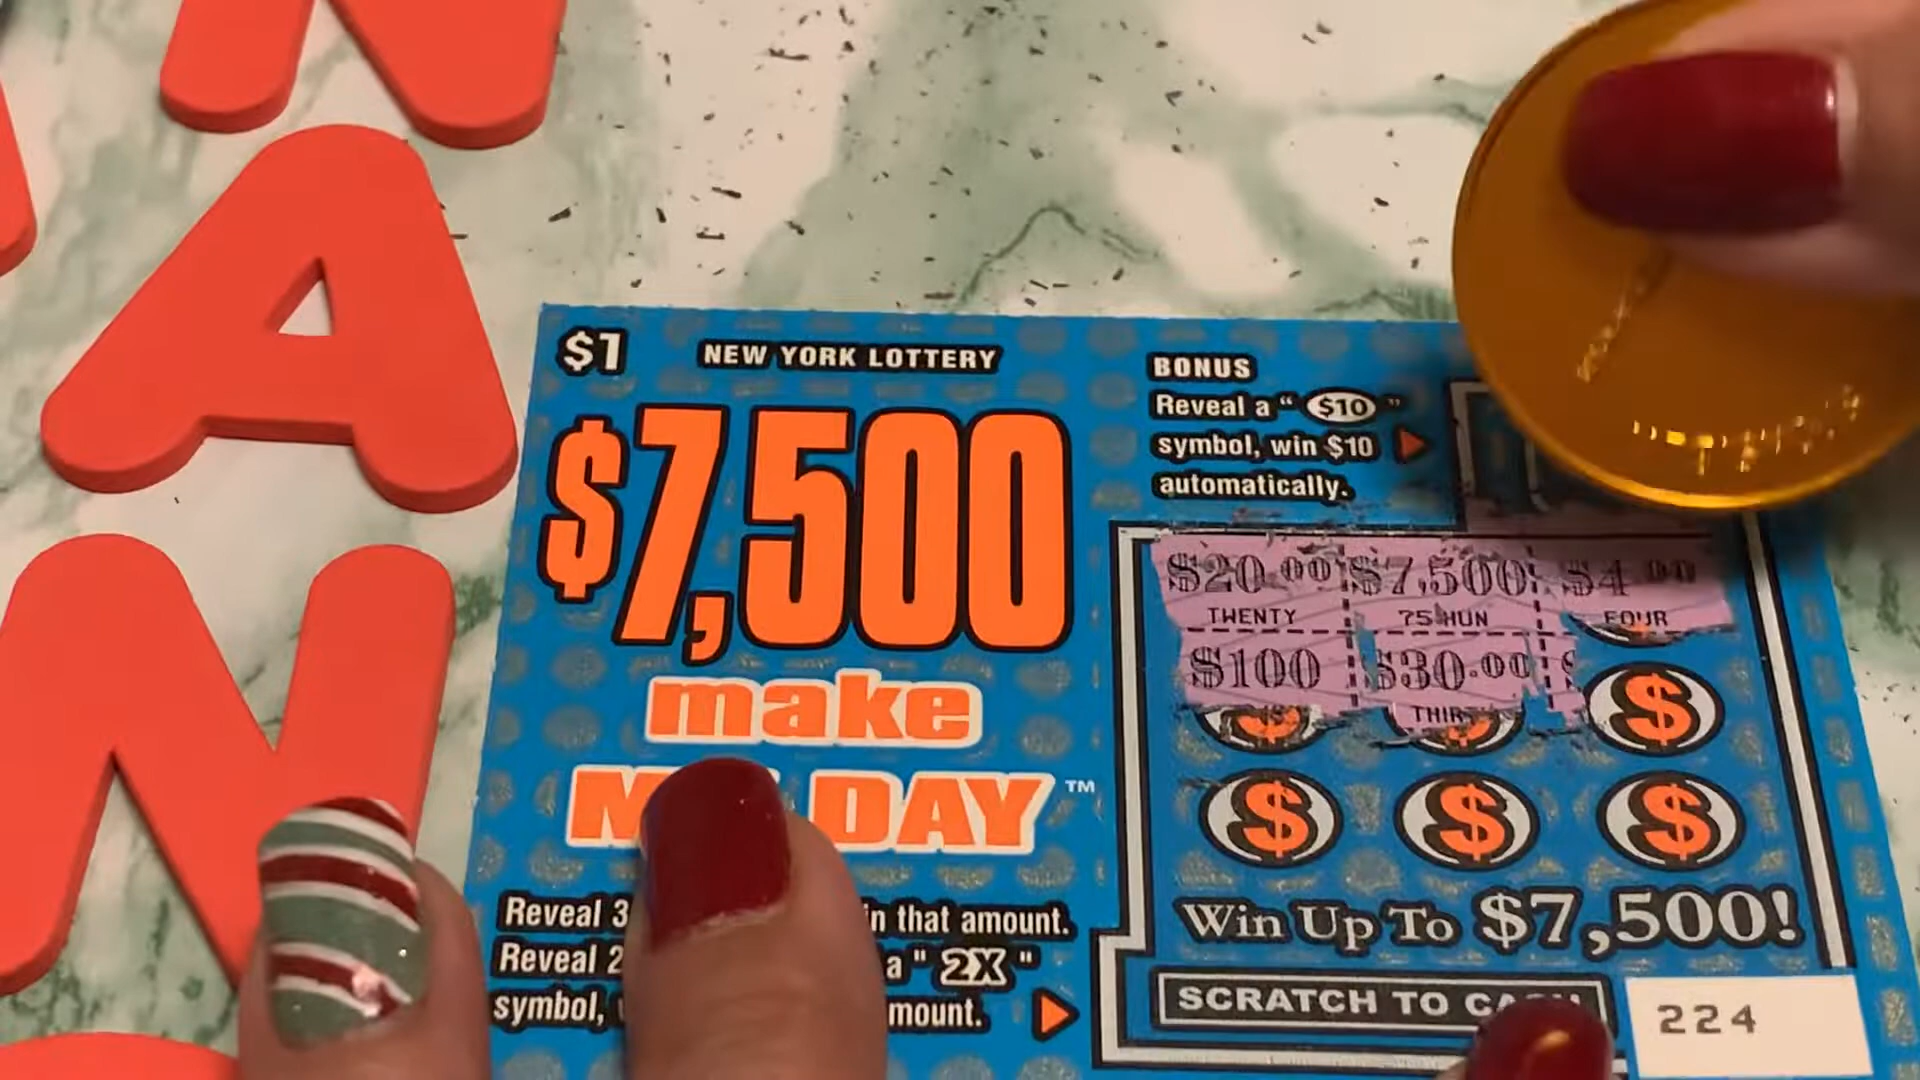 $1 NEW YORK LOTTERY
$7,500
make
DAY™
Reveal 3 in that amount.
Reveal 2 a "2X"
symbol, mount.
BONUS
Reveal a "$10"
symbol, win $10
automatically.
$20.00 $7,500 $4.00
TWENTY 75 HUN FOUR
$100 $30.00
$
$ $ $
Win Up To $7,500!
SCRATCH TO
224